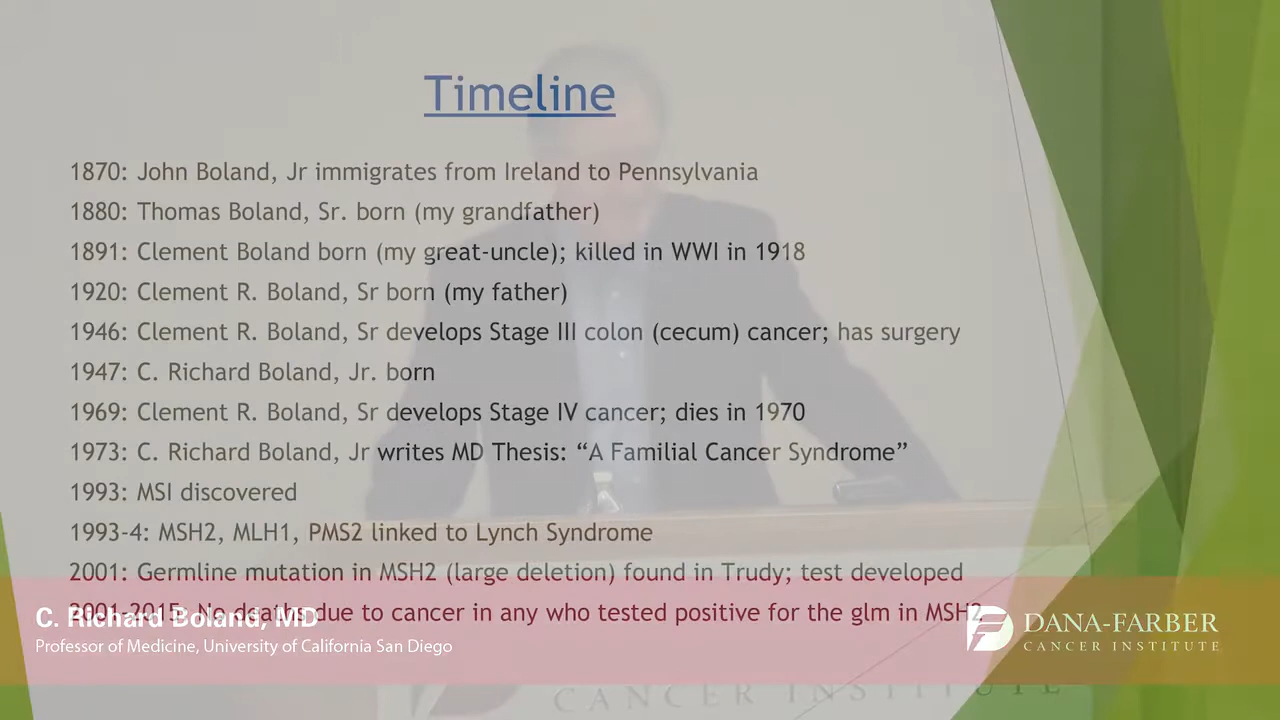 Timeline
1870: John Boland, Jr immigrates from Ireland to Pennsylvania
1880: Thomas Boland, Sr. born (my grandfather)
1891: Clement Boland born (my great-uncle); killed in WWI in 1918
1920: Clement R. Boland, Sr born (my father)
1946: Clement R. Boland, Sr develops Stage III colon (cecum) cancer; has surgery
1947: C. Richard Boland, Jr. born
1969: Clement R. Boland, Sr develops Stage IV cancer; dies in 1970
1973: C. Richard Boland, Jr writes MD Thesis: “A Familial Cancer Syndrome”
1993: MSI discovered
1993-4: MSH2, MLH1, PMS2 linked to Lynch Syndrome
2001: Germline mutation in MSH2 (large deletion) found in Trudy; test developed
2001-2015: No deaths due to cancer in any who tested positive for the glm in MSH2
C. Richard Boland, MD
Professor of Medicine, University of California San Diego
DANA-FARBER
CANCER INSTITUTE
CANCER INSTITUTE